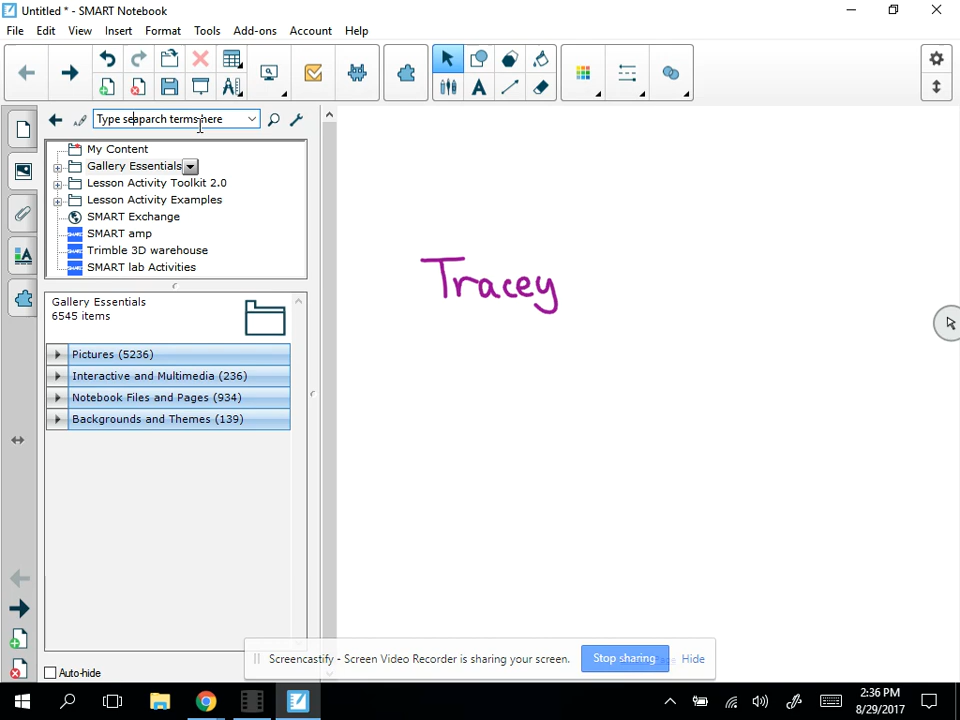 Untitled * - SMART Notebook
File Edit View Insert Format Tools Add-ons Account Help
A
Type seaparch terms here
My Content
Gallery Essentials
Lesson Activity Toolkit 2.0
Lesson Activity Examples
SMART Exchange
SMART amp
Trimble 3D warehouse
SMART lab Activities
Tracey
Gallery Essentials
6545 items
Pictures (5236)
Interactive and Multimedia (236)
Notebook Files and Pages (934)
Backgrounds and Themes (139)
Screencastify - Screen Video Recorder is sharing your screen. Stop sharing Hide
Auto-hide
2:36 PM
8/29/2017